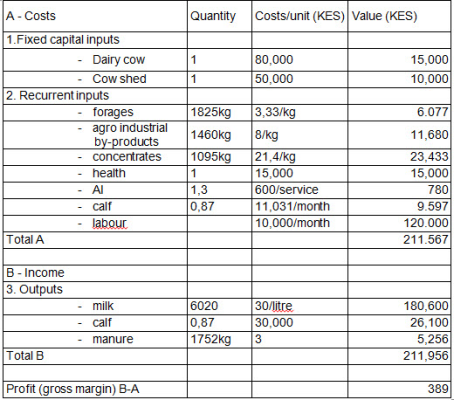 A - Costs Quantity Costs/unit (KES) Value (KES)
1.Fixed capital inputs
- Dairy cow 1 80,000 15,000
- Cow shed 1 50,000 10,000
2. Recurrent inputs
- forages 1825kg 3,33/kg 6.077
- agro industrial
by-products 1460kg 8/kg 11,680
- concentrates 1095kg 21,4/kg 23,433
- health 1 15,000 15,000
- AI 1,3 600/service 780
- calf 0,87 11,031/month 9.597
- labour 10,000/month 120.000
Total A 211.567
B - Income
3. Outputs
- milk 6020 30/litre 180,600
- calf 0,87 30,000 26,100
- manure 1752kg 3 5,256
Total B 211,956
Profit (gross margin) B-A 389